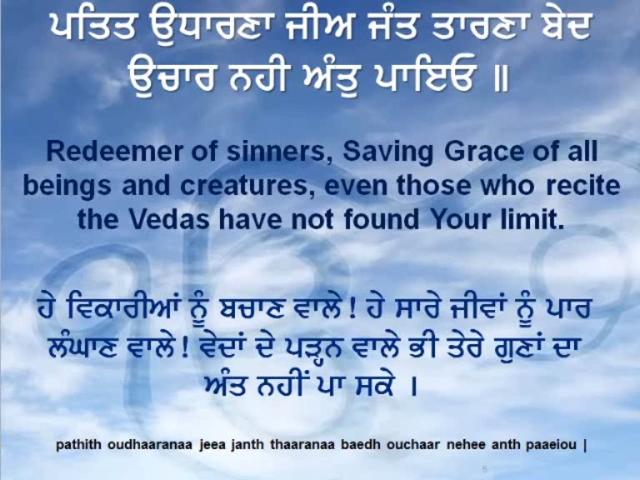 ਪਤਿਤ ਉਧਾਰਣਾ ਜੀਅ ਜੰਤ ਤਾਰਣਾ ਬੇਦ
ਉਚਾਰ ਨਹੀ ਅੰਤੁ ਪਾਇਓ ॥
Redeemer of sinners, Saving Grace of all
beings and creatures, even those who recite
the Vedas have not found Your limit.
ਹੇ ਵਿਕਾਰੀਆਂ ਨੂੰ ਬਚਾਣ ਵਾਲੇ! ਹੇ ਸਾਰੇ ਜੀਵਾਂ ਨੂੰ ਪਾਰ
ਲੰਘਾਣ ਵਾਲੇ! ਵੇਦਾਂ ਦੇ ਪੜ੍ਹਨ ਵਾਲੇ ਭੀ ਤੇਰੇ ਗੁਣਾਂ ਦਾ
ਅੰਤ ਨਹੀਂ ਪਾ ਸਕੇ ।
pathith oudhaaranaa jeea janth thaaranaa baedh ouchaar nehee anth paaeiou |
5